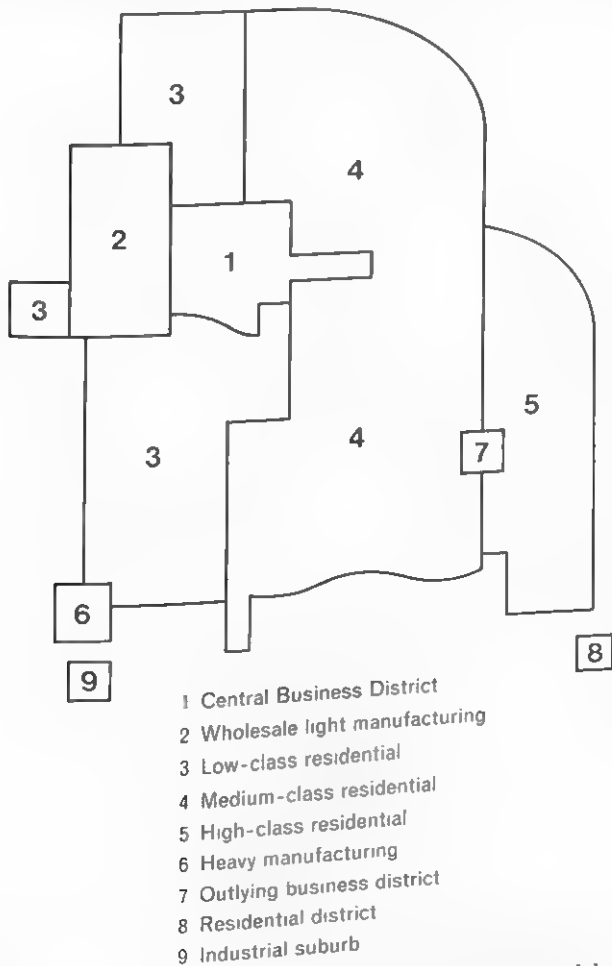 3
4
2
1
3
5
3
4
7
6
8
9
1 Central Business District
2 Wholesale light manufacturing
3 Low-class residential
4 Medium-class residential
5 High-class residential
6 Heavy manufacturing
7 Outlying business district
8 Residential district
9 Industrial suburb